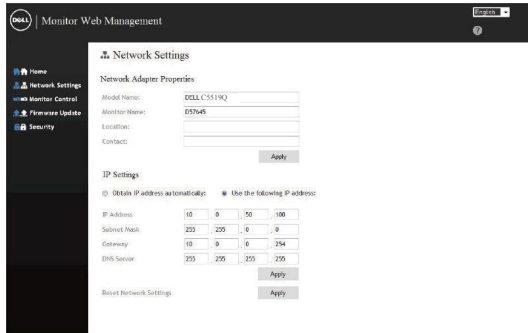 DELL Monitor Web Management
English
?
Home
Network Settings
Monitor Control
Firmware Update
Security
Network Settings
Network Adapter Properties
Model Name: DELL C5519Q
Monitor Name: D57645
Location:
Contact:
Apply
IP Settings
Obtain IP address automatically: Use the following IP address:
IP Address 10 . 0 . 50 . 100
Subnet Mask 255 . 255 . 0 . 0
Gateway 10 . 0 . 0 . 254
DNS Server 255 . 255 . 255 . 255
Apply
Reset Network Settings Apply